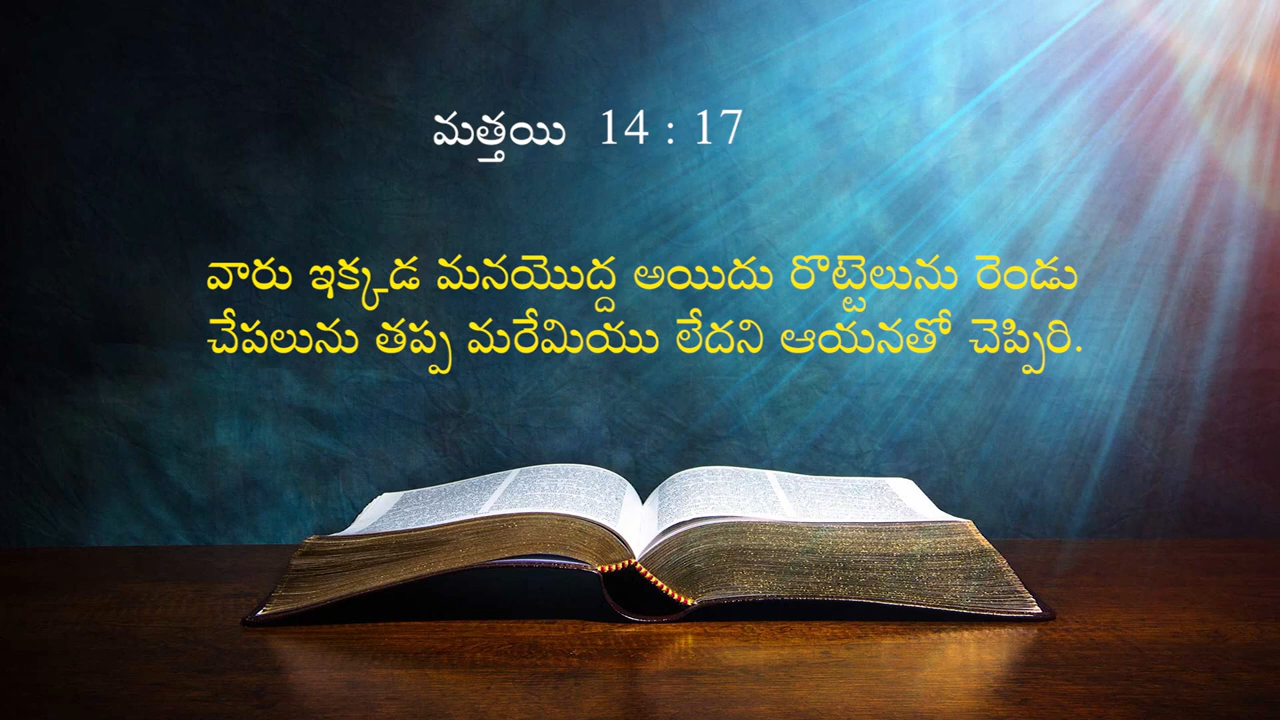 మత్తయి 14 : 17
వారు ఇక్కడ మనయొద్ద అయిదు రొట్టెలును రెండు
చేపలును తప్ప మరేమియు లేదని ఆయనతో చెప్పిరి.